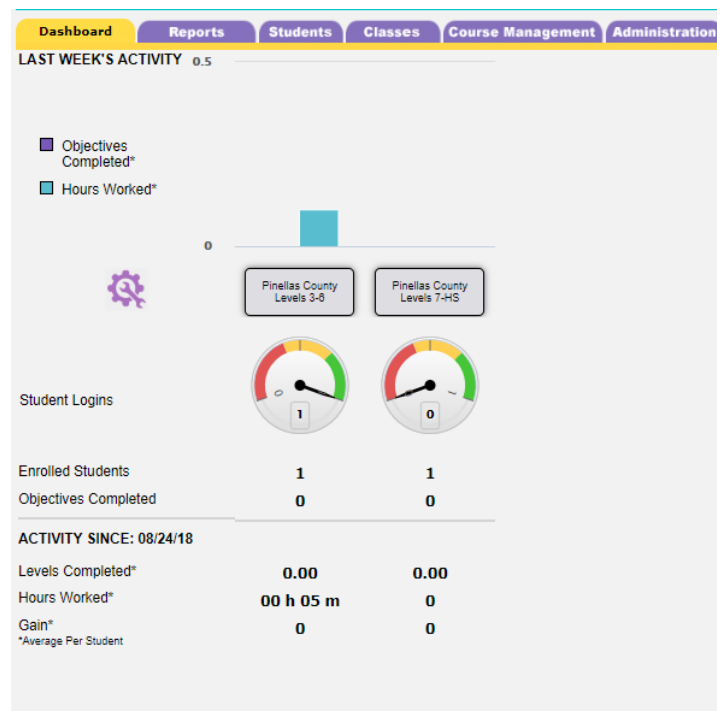 Dashboard Reports Students Classes Course Management Administration
LAST WEEK'S ACTIVITY 0.5
Objectives
Completed*
Hours Worked*
0
Pinellas County
Levels 3-6
Pinellas County
Levels 7-HS
Student Logins
0
1
0
1
0
Enrolled Students 1 1
Objectives Completed 0 0
ACTIVITY SINCE: 08/24/18
Levels Completed* 0.00 0.00
Hours Worked* 00 h 05 m 0
Gain* 0 0
*Average Per Student